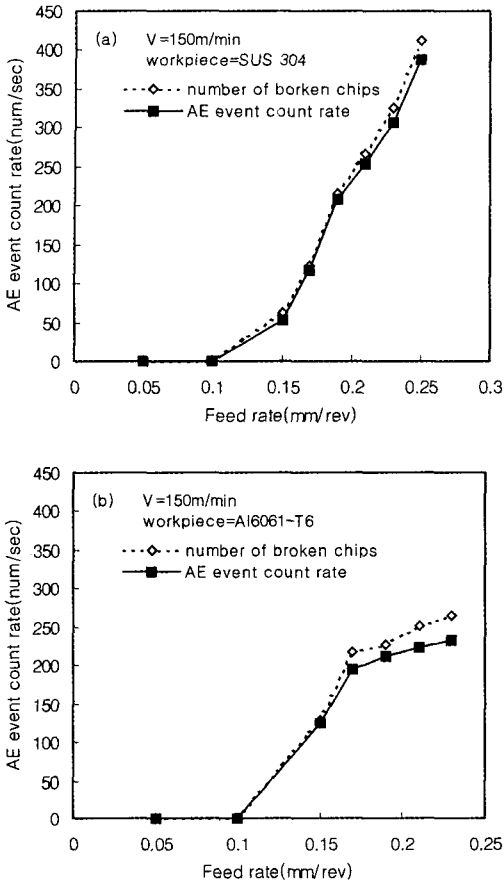 (a)
V=150m/min
workpiece=SUS 304
number of borken chips
AE event count rate
AE event count rate(num/sec)
450
400
350
300
250
200
150
100
50
0
0 0.05 0.1 0.15 0.2 0.25 0.3
Feed rate(mm/rev)
(b)
V=150m/min
workpiece=Al6061-T6
number of broken chips
AE event count rate
AE event count rate(num/sec)
450
400
350
300
250
200
150
100
50
0
0 0.05 0.1 0.15 0.2 0.25
Feed rate(mm/rev)